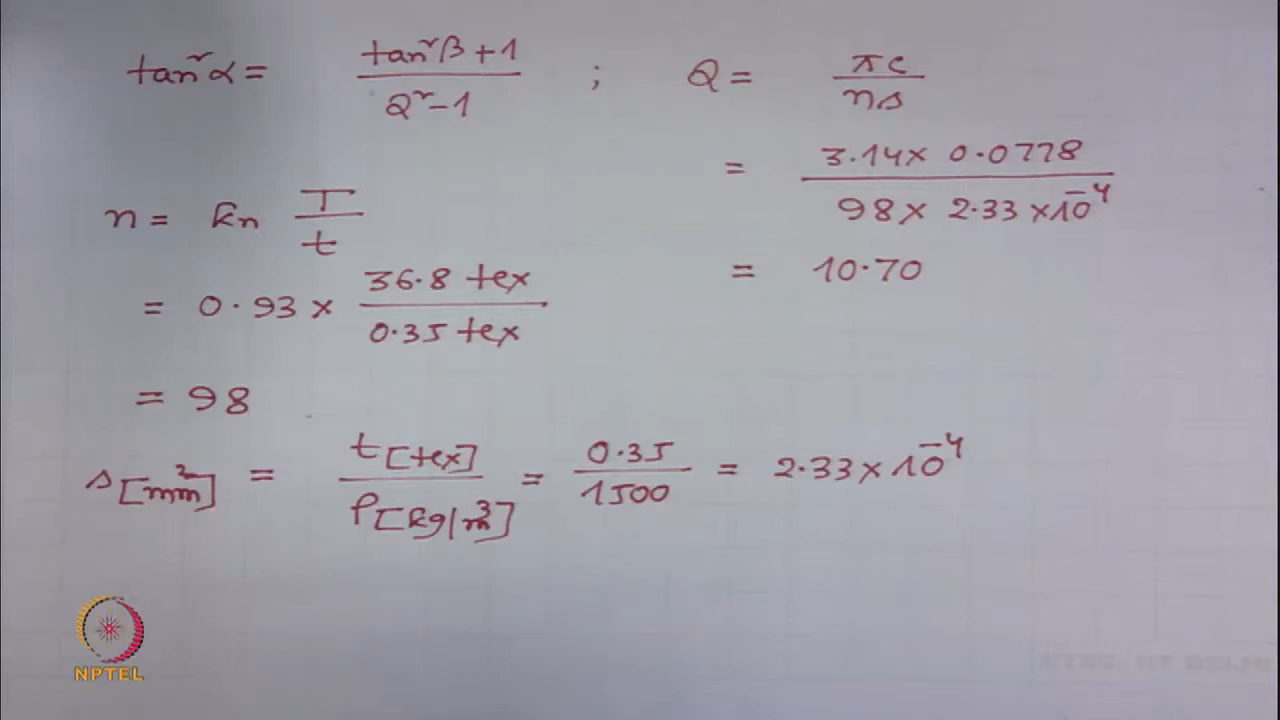 tan²α = (tan²β + 1) / (Q² - 1) ; Q = πc / ns
= 3.14 × 0.0778 / 98 × 2.33 × 10⁻⁴
= 10.70
n = kn T / t
= 0.93 × 36.8 tex / 0.35 tex
= 98
s [mm²] = t [tex] / ρ [kg/m³] = 0.35 / 1500 = 2.33 × 10⁻⁴
NPTEL